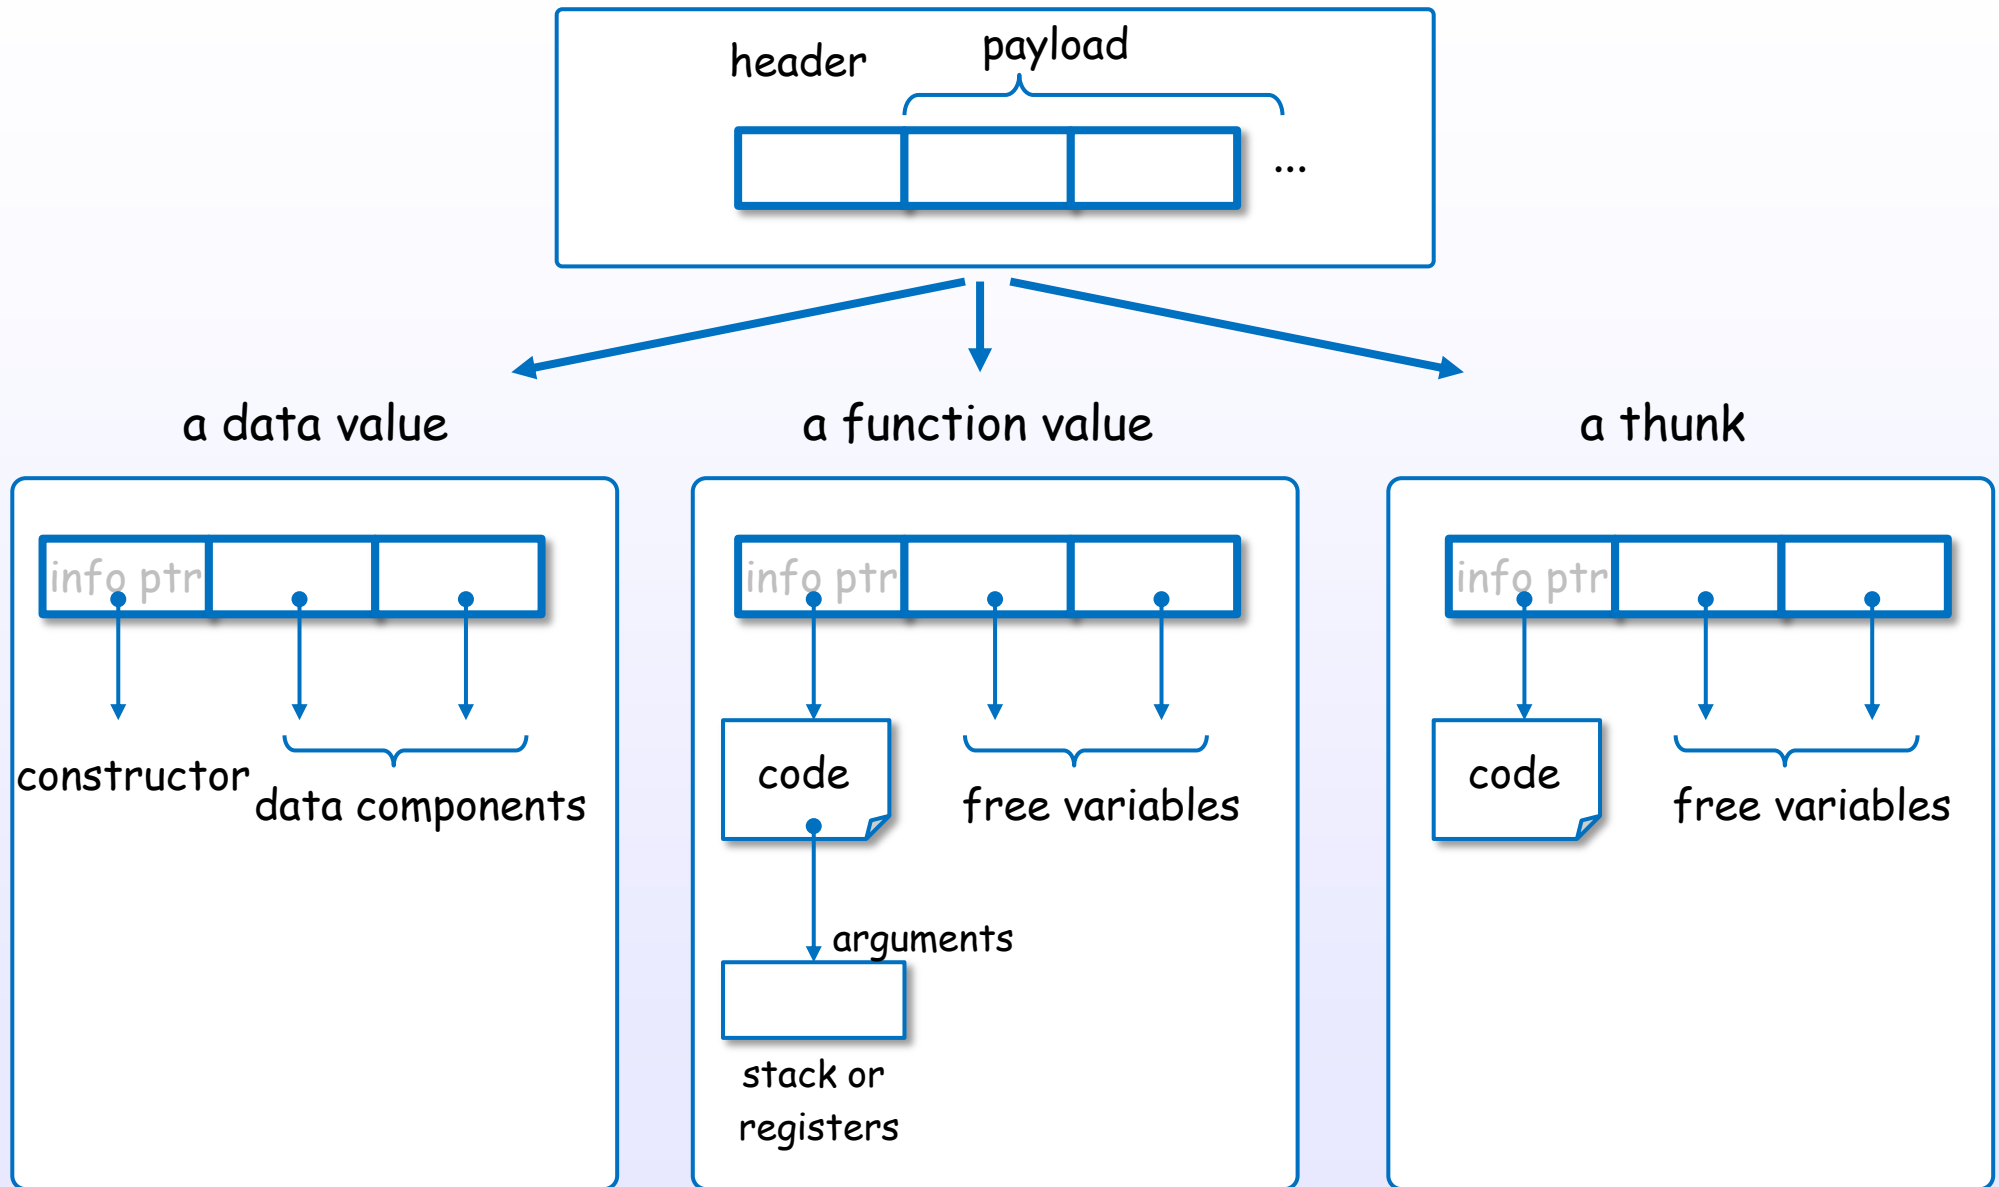 header
payload
...
a data value
a function value
a thunk
info ptr
constructor
data components
info ptr
code
free variables
arguments
stack or
registers
info ptr
code
free variables